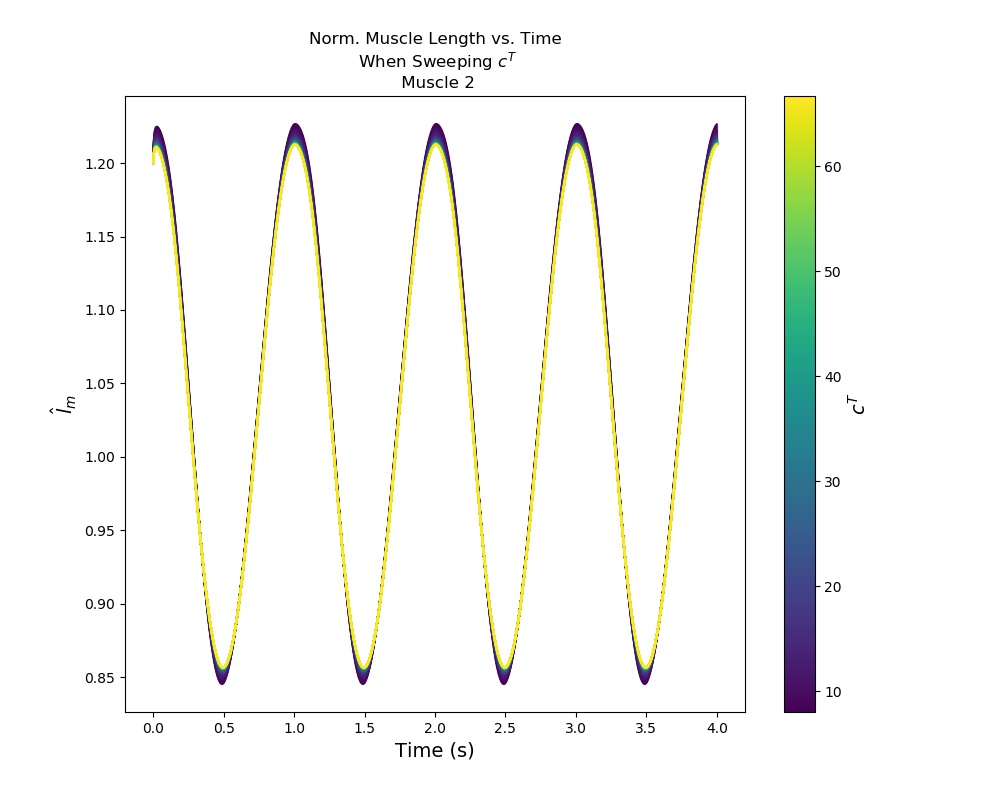 Norm. Muscle Length vs. Time
When Sweeping $c^T$
Muscle 2
1.20
1.15
1.10
1.05
1.00
0.95
0.90
0.85
$\hat{l}_m$
0.0 0.5 1.0 1.5 2.0 2.5 3.0 3.5 4.0
Time (s)
60
50
40
30
20
10
$c^T$